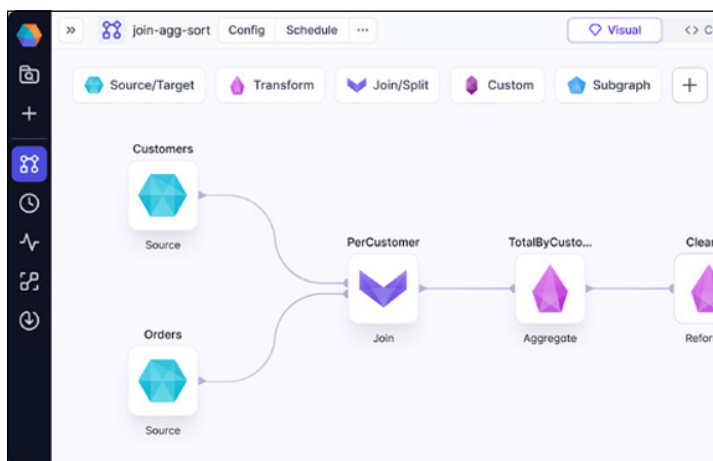 join-agg-sort Config Schedule ... Visual <> C
Source/Target Transform Join/Split Custom Subgraph
Customers
Source
PerCustomer TotalByCusto... Clean
Join Aggregate Refor
Orders
Source